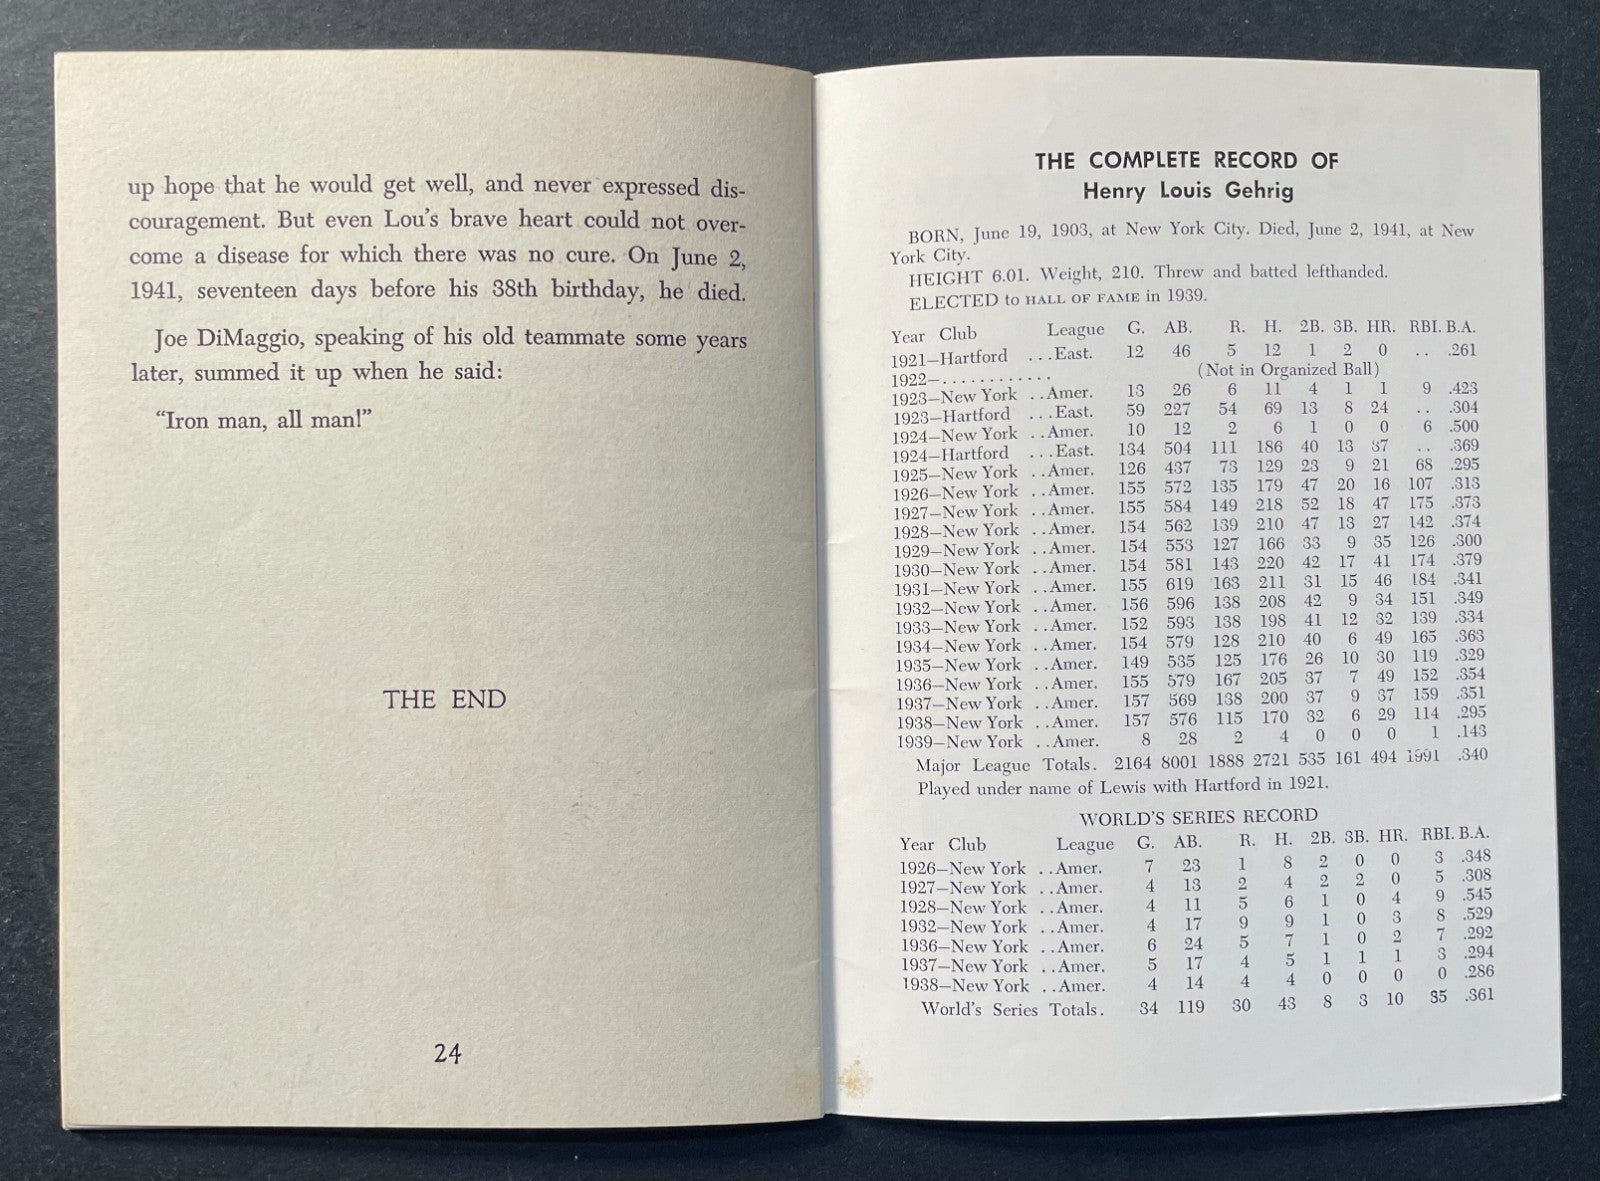 up hope that he would get well, and never expressed dis-
couragement. But even Lou's brave heart could not over-
come a disease for which there was no cure. On June 2,
1941, seventeen days before his 38th birthday, he died.
Joe DiMaggio, speaking of his old teammate some years
later, summed it up when he said:
“Iron man, all man!”
THE END
24
THE COMPLETE RECORD OF
Henry Louis Gehrig
BORN, June 19, 1903, at New York City. Died, June 2, 1941, at New
York City.
HEIGHT 6.01. Weight, 210. Threw and batted lefthanded.
ELECTED to HALL OF FAME in 1939.
Year Club League G. AB. R. H. 2B. 3B. HR. RBI. B.A.
1921—Hartford ...East. 12 46 5 12 1 2 0 .. .261
1922—............ (Not in Organized Ball)
1923—New York ..Amer. 13 26 6 11 4 1 1 9 .423
1923—Hartford ...East. 59 227 54 69 13 8 24 .. .304
1924—New York ..Amer. 10 12 2 6 1 0 0 6 .500
1924—Hartford ...East. 134 504 111 186 40 13 37 .. .369
1925—New York ..Amer. 126 437 73 129 23 9 21 68 .295
1926—New York ..Amer. 155 572 135 179 47 20 16 107 .313
1927—New York ..Amer. 155 584 149 218 52 18 47 175 .373
1928—New York ..Amer. 154 562 139 210 47 13 27 142 .374
1929—New York ..Amer. 154 553 127 166 33 9 35 126 .300
1930—New York ..Amer. 154 581 143 220 42 17 41 174 .379
1931—New York ..Amer. 155 619 163 211 31 15 46 184 .341
1932—New York ..Amer. 156 596 138 208 42 9 34 151 .349
1933—New York ..Amer. 152 593 138 198 41 12 32 139 .334
1934—New York ..Amer. 154 579 128 210 40 6 49 165 .363
1935—New York ..Amer. 149 535 125 176 26 10 30 119 .329
1936—New York ..Amer. 155 579 167 205 37 7 49 152 .354
1937—New York ..Amer. 157 569 138 200 37 9 37 159 .351
1938—New York ..Amer. 157 576 115 170 32 6 29 114 .295
1939—New York ..Amer. 8 28 2 4 0 0 0 1 .143
Major League Totals. 2164 8001 1888 2721 535 161 494 1991 .340
Played under name of Lewis with Hartford in 1921.
WORLD'S SERIES RECORD
Year Club League G. AB. R. H. 2B. 3B. HR. RBI. B.A.
1926—New York ..Amer. 7 23 1 8 2 0 0 3 .348
1927—New York ..Amer. 4 13 2 4 2 2 0 5 .308
1928—New York ..Amer. 4 11 5 6 1 0 4 9 .545
1932—New York ..Amer. 4 17 9 9 1 0 3 8 .529
1936—New York ..Amer. 6 24 5 7 1 0 2 7 .292
1937—New York ..Amer. 5 17 4 5 1 1 1 3 .294
1938—New York ..Amer. 4 14 4 4 0 0 0 0 .286
World's Series Totals. 34 119 30 43 8 3 10 35 .361